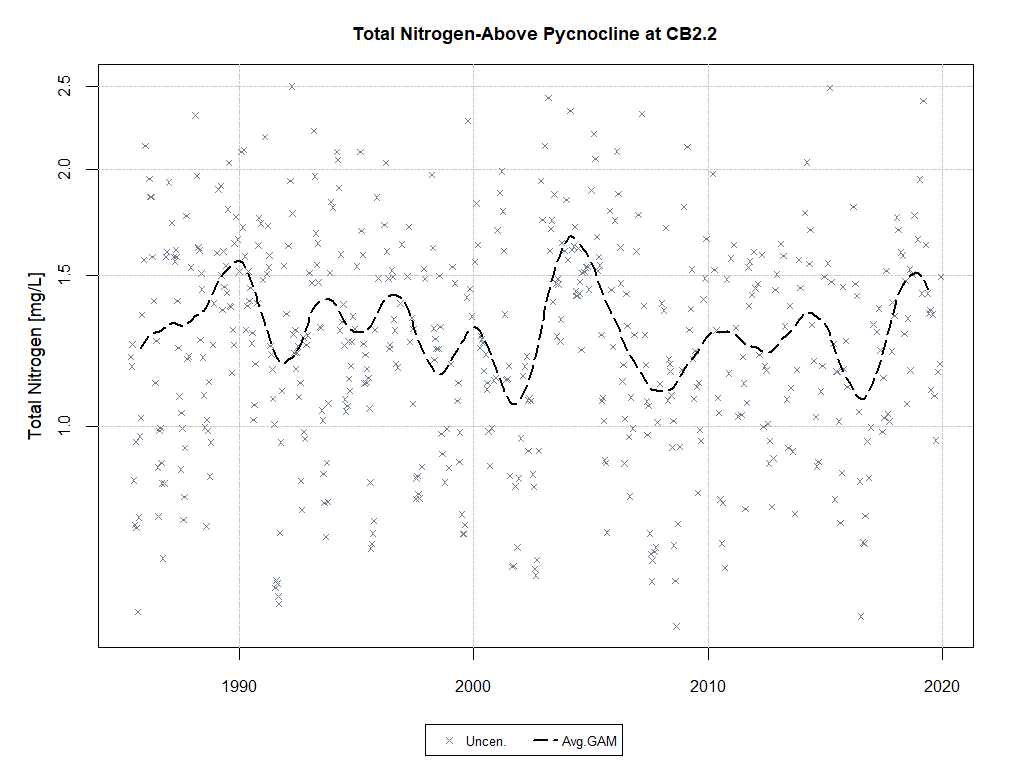 Total Nitrogen-Above Pycnocline at CB2.2
Total Nitrogen [mg/L]
2.5
2.0
1.5
1.0
1990 2000 2010 2020
Uncen. Avg.GAM